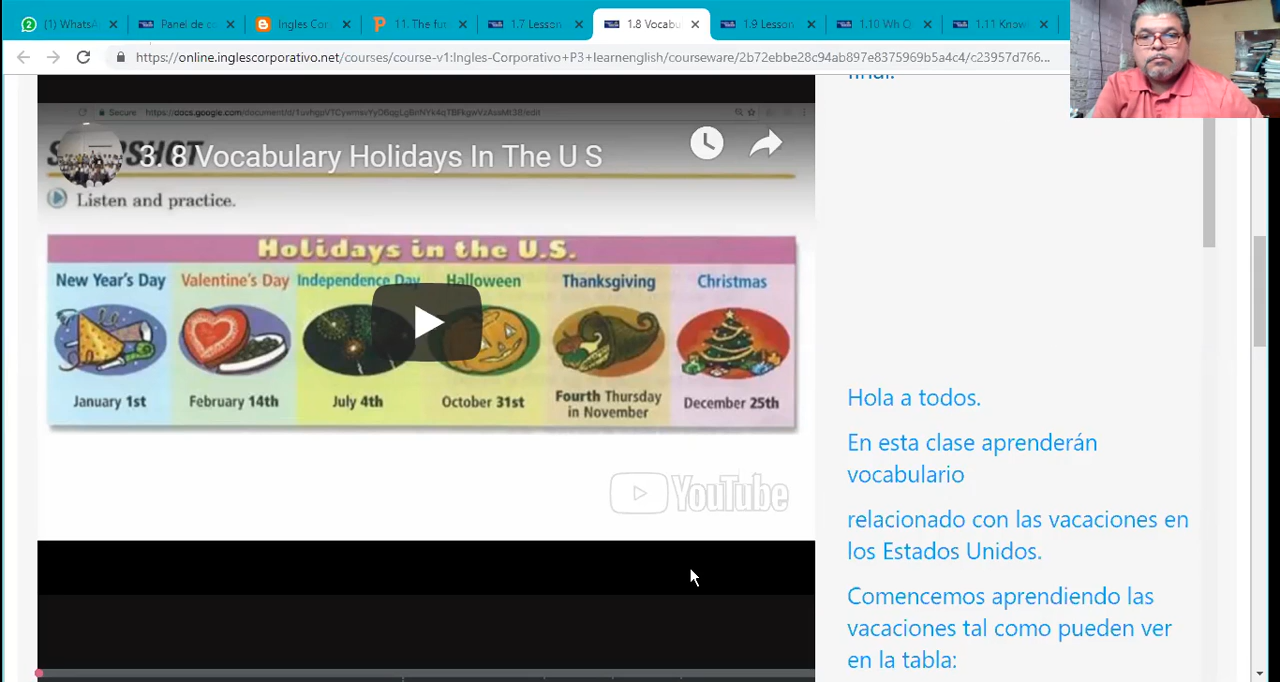 (1) WhatsA
Panel de co
Ingles Cor
11. The fut
1.7 Lesson
1.8 Vocabu
1.9 Lesson
1.10 Wh Q
1.11 Know
https://online.inglescorporativo.net/courses/course-v1:Ingles-Corporativo+P3+learnenglish/courseware/2b72ebbe28c94ab897e8375969b5a4c4/c23957d766...
final.
Secure
3. 8 Vocabulary Holidays In The U S
Listen and practice.
Holidays in the U.S.
New Year's Day
Valentine's Day
Independence Day
Halloween
Thanksgiving
Christmas
January 1st
February 14th
July 4th
October 31st
Fourth Thursday
in November
December 25th
YouTube
Hola a todos.
En esta clase aprenderán
vocabulario
relacionado con las vacaciones en
los Estados Unidos.
Comencemos aprendiendo las
vacaciones tal como pueden ver
en la tabla: